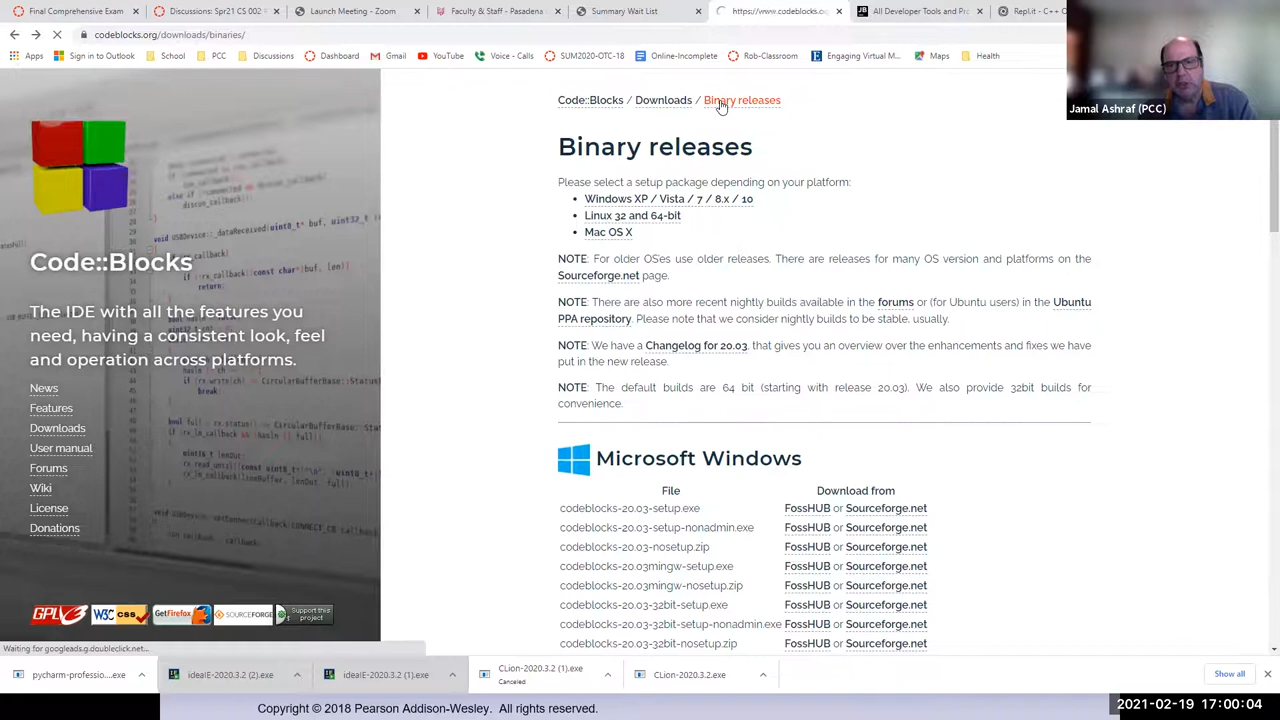 Final Comprehensive Exam
Discussions: Spr21 CS 002
Launch Meeting - Zoom
Faculty & Staff - Pasadena
Summary Wait List
https://www.codeblocks.org
All Developer Tools and Pro
Repl.it - C++
codeblocks.org/downloads/binaries/
Apps
Sign in to Outlook
School
PCC
Discussions
Dashboard
Gmail
YouTube
Voice - Calls
SUM2020-OTC-18
Online-Incomplete
Rob-Classroom
Engaging Virtual M...
Maps
Health
Jamal Ashraf (PCC)
Code::Blocks
The IDE with all the features you
need, having a consistent look, feel
and operation across platforms.
News
Features
Downloads
User manual
Forums
Wiki
License
Donations
GPL
W3C css
GetFirefox
SOURCEFORGE
Support this
project
Waiting for googleads.g.doubleclick.net...
Code::Blocks / Downloads / Binary releases
Binary releases
Please select a setup package depending on your platform:
• Windows XP / Vista / 7 / 8.x / 10
• Linux 32 and 64-bit
• Mac OS X
NOTE: For older OS'es use older releases. There are releases for many OS version and platforms on the
Sourceforge.net page.
NOTE: There are also more recent nightly builds available in the forums or (for Ubuntu users) in the Ubuntu
PPA repository. Please note that we consider nightly builds to be stable, usually.
NOTE: We have a Changelog for 20.03, that gives you an overview over the enhancements and fixes we have
put in the new release.
NOTE: The default builds are 64 bit (starting with release 20.03). We also provide 32bit builds for
convenience.
Microsoft Windows
File Download from
codeblocks-20.03-setup.exe FossHUB or Sourceforge.net
codeblocks-20.03-setup-nonadmin.exe FossHUB or Sourceforge.net
codeblocks-20.03-nosetup.zip FossHUB or Sourceforge.net
codeblocks-20.03mingw-setup.exe FossHUB or Sourceforge.net
codeblocks-20.03mingw-nosetup.zip FossHUB or Sourceforge.net
codeblocks-20.03-32bit-setup.exe FossHUB or Sourceforge.net
codeblocks-20.03-32bit-setup-nonadmin.exe FossHUB or Sourceforge.net
codeblocks-20.03-32bit-nosetup.zip FossHUB or Sourceforge.net
pycharm-professio....exe
ideaIE-2020.3.2 (2).exe
ideaIE-2020.3.2 (1).exe
CLion-2020.3.2 (1).exe
Canceled
CLion-2020.3.2.exe
Show all
Copyright © 2018 Pearson Addison-Wesley. All rights reserved.
2021-02-19 17:00:04